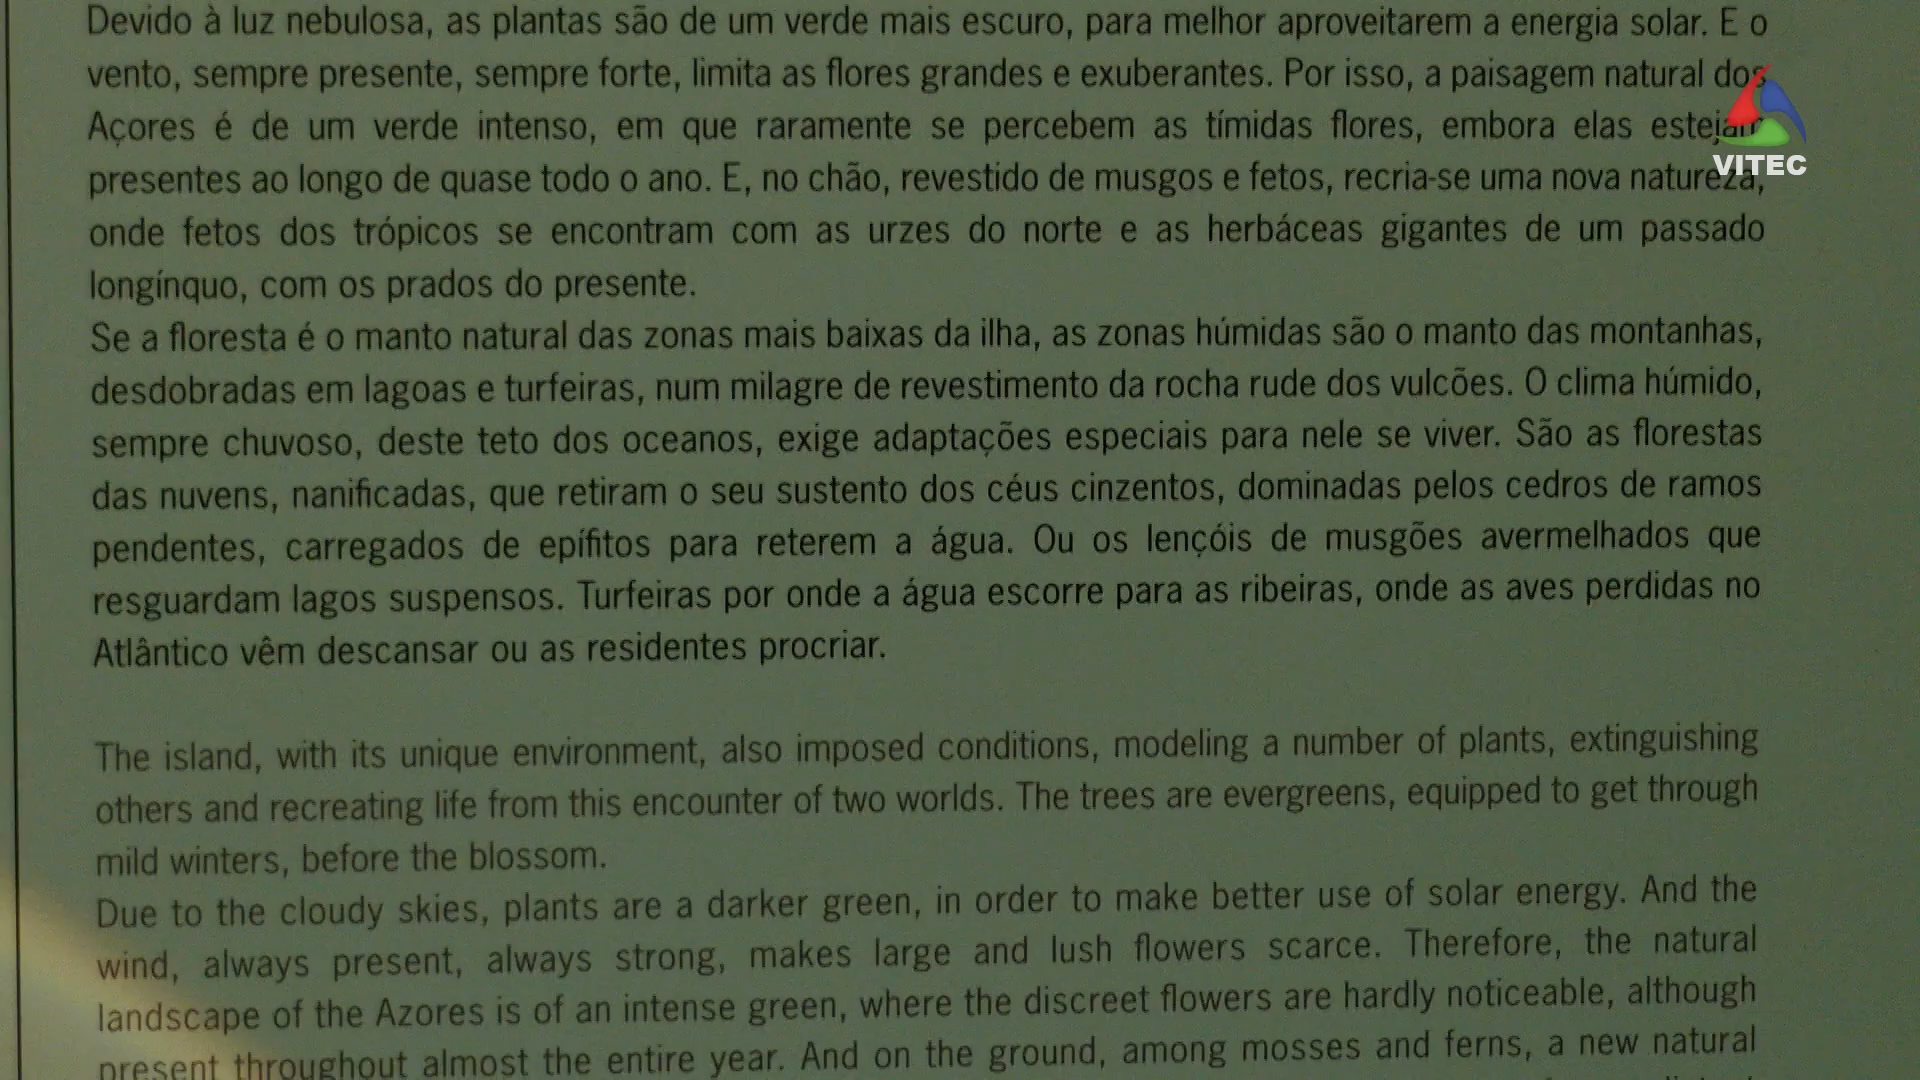 Devido à luz nebulosa, as plantas são de um verde mais escuro, para melhor aproveitarem a energia solar. E o
vento, sempre presente, sempre forte, limita as flores grandes e exuberantes. Por isso, a paisagem natural dos
Açores é de um verde intenso, em que raramente se percebem as tímidas flores, embora elas estejam
presentes ao longo de quase todo o ano. E, no chão, revestido de musgos e fetos, recria-se uma nova natureza,
onde fetos dos trópicos se encontram com as urzes do norte e as herbáceas gigantes de um passado
longínquo, com os prados do presente.
Se a floresta é o manto natural das zonas mais baixas da ilha, as zonas húmidas são o manto das montanhas,
desdobradas em lagoas e turfeiras, num milagre de revestimento da rocha rude dos vulcões. O clima húmido,
sempre chuvoso, deste teto dos oceanos, exige adaptações especiais para nele se viver. São as florestas
das nuvens, nanificadas, que retiram o seu sustento dos céus cinzentos, dominadas pelos cedros de ramos
pendentes, carregados de epífitos para reterem a água. Ou os lençóis de musgões avermelhados que
resguardam lagos suspensos. Turfeiras por onde a água escorre para as ribeiras, onde as aves perdidas no
Atlântico vêm descansar ou as residentes procriar.
The island, with its unique environment, also imposed conditions, modeling a number of plants, extinguishing
others and recreating life from this encounter of two worlds. The trees are evergreens, equipped to get through
mild winters, before the blossom.
Due to the cloudy skies, plants are a darker green, in order to make better use of solar energy. And the
wind, always present, always strong, makes large and lush flowers scarce. Therefore, the natural
landscape of the Azores is of an intense green, where the discreet flowers are hardly noticeable, although
present throughout almost the entire year. And on the ground, among mosses and ferns, a new natural
VITEC